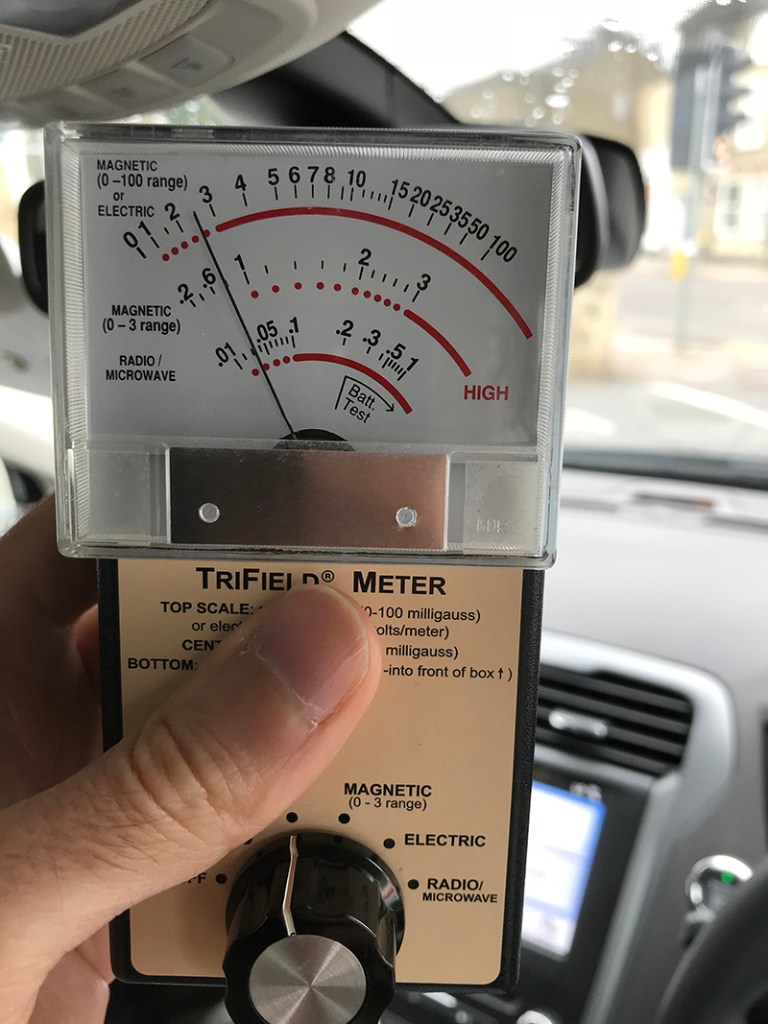 MAGNETIC
(0 –100 range)
or
ELECTRIC
0 1 2 3 4 5 6 7 8 10 15 20 25 35 50 100
MAGNETIC
(0 – 3 range)
.2 .6 1 2 3
HIGH
RADIO /
MICROWAVE
.01 .05 .1 .2 .3 .5 1
Batt.
Test
TRIFIELD® METER
TOP SCALE: 0-100 milligauss)
or elec olts/meter)
CENT milligauss)
BOTTOM: -into front of box↑)
MAGNETIC
(0 - 3 range)
ELECTRIC
RADIO/
MICROWAVE